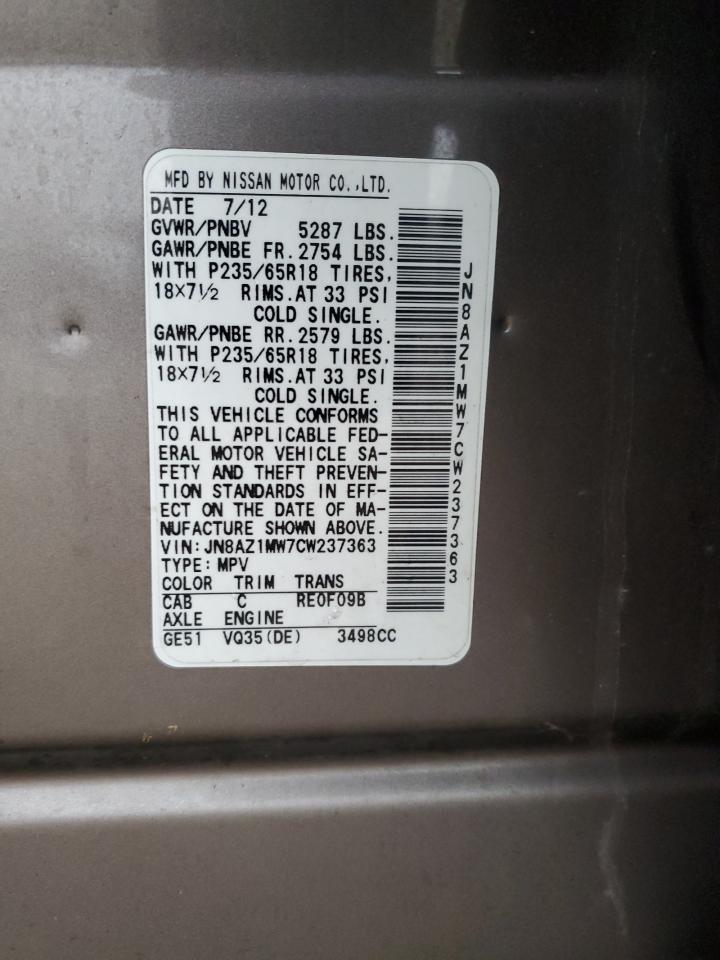 MFD BY NISSAN MOTOR CO.,LTD.
DATE 7/12
GVWR/PNBV 5287 LBS.
GAWR/PNBE FR. 2754 LBS.
WITH P235/65R18 TIRES,
18×7½ RIMS. AT 33 PSI
COLD SINGLE.
GAWR/PNBE RR. 2579 LBS.
WITH P235/65R18 TIRES,
18×7½ RIMS. AT 33 PSI
COLD SINGLE.
THIS VEHICLE CONFORMS
TO ALL APPLICABLE FED-
ERAL MOTOR VEHICLE SA-
FETY AND THEFT PREVEN-
TION STANDARDS IN EFF-
ECT ON THE DATE OF MA-
NUFACTURE SHOWN ABOVE.
VIN: JN8AZ1MW7CW237363
TYPE: MPV
COLOR TRIM TRANS
CAB C RE0F09B
AXLE ENGINE
GE51 VQ35(DE) 3498CC
JN8AZ1MW7CW237363